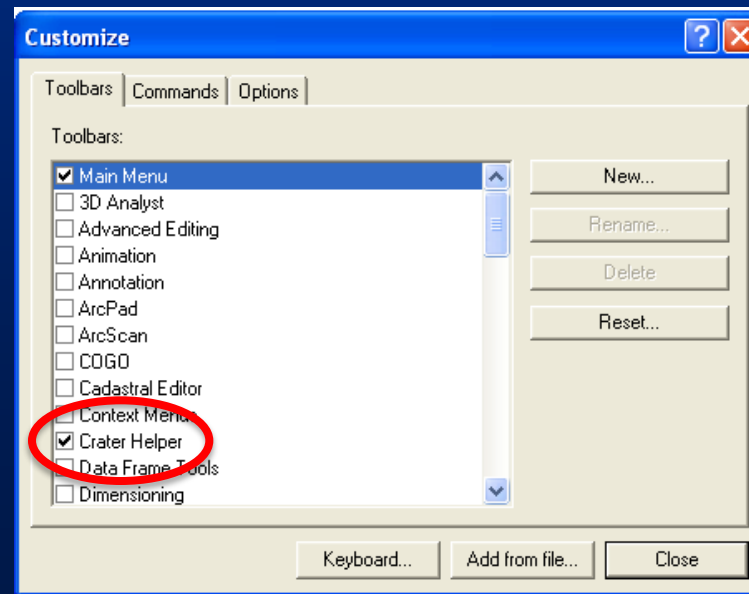 Customize
Toolbars Commands Options
Toolbars:
Main Menu
3D Analyst
Advanced Editing
Animation
Annotation
ArcPad
ArcScan
COGO
Cadastral Editor
Context Menus
Crater Helper
Data Frame Tools
Dimensioning
New...
Rename...
Delete
Reset...
Keyboard... Add from file... Close